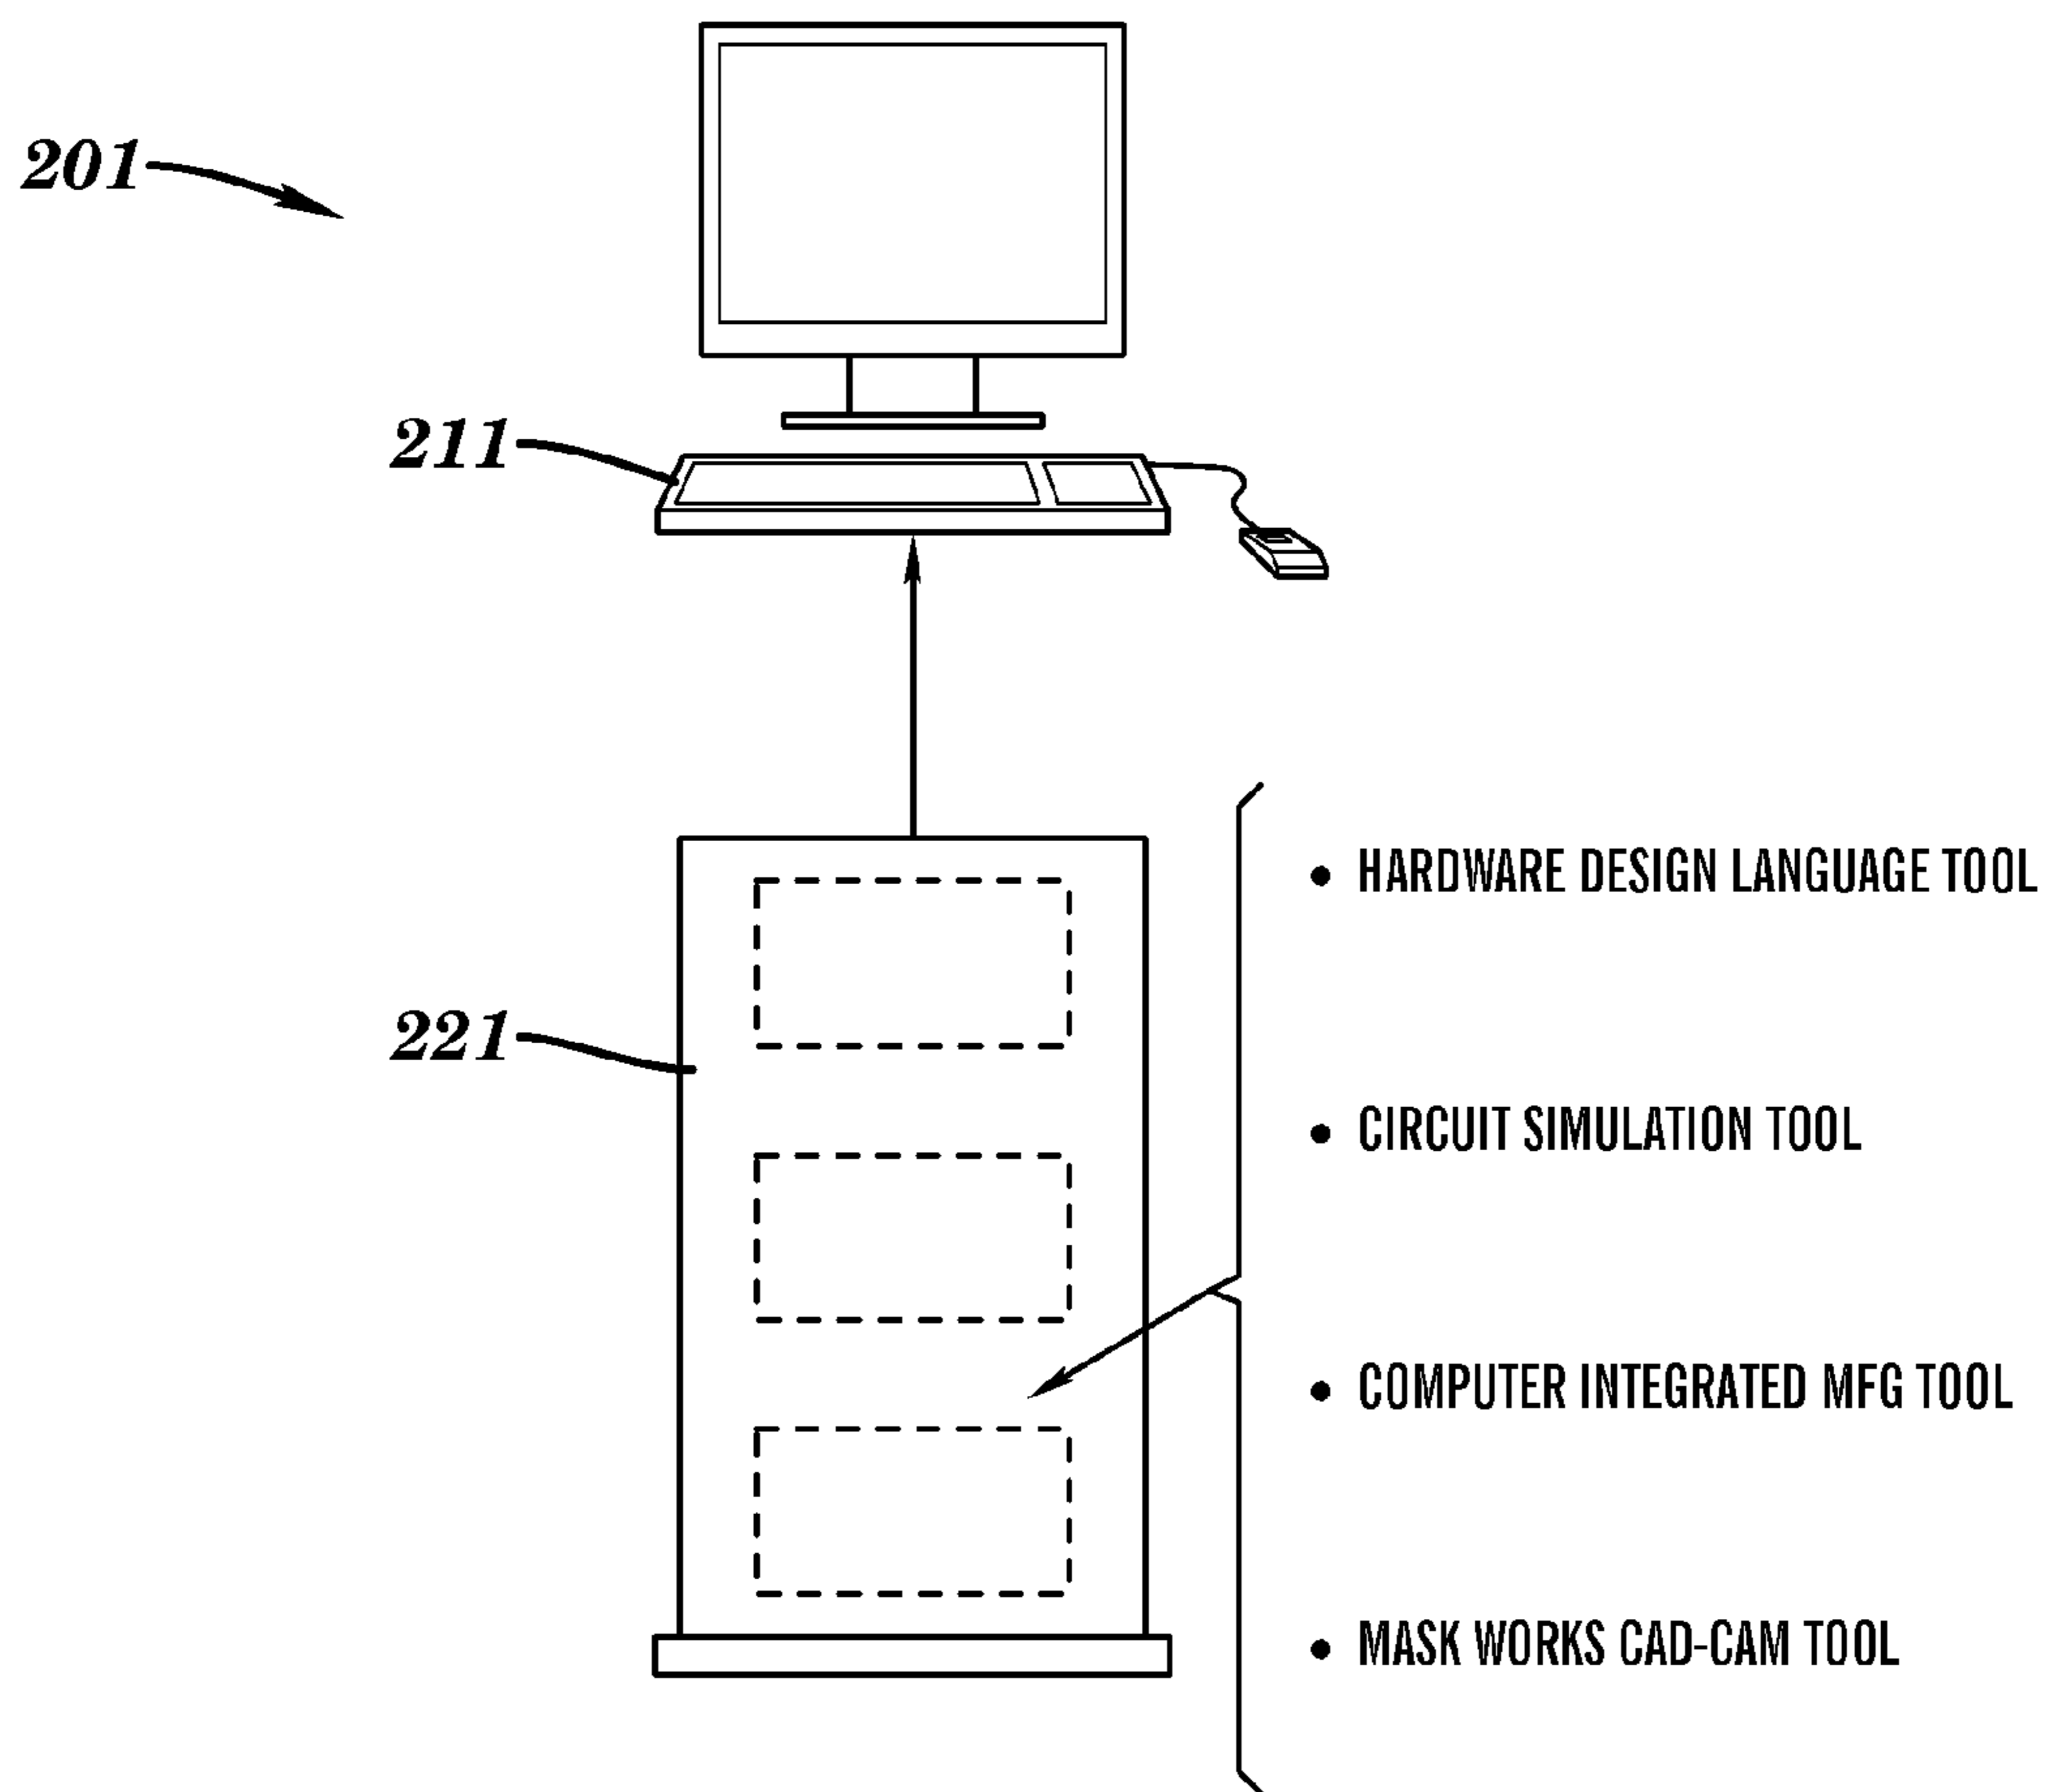 201
211
221
• HARDWARE DESIGN LANGUAGE TOOL
• CIRCUIT SIMULATION TOOL
• COMPUTER INTEGRATED MFG TOOL
• MASK WORKS CAD-CAM TOOL